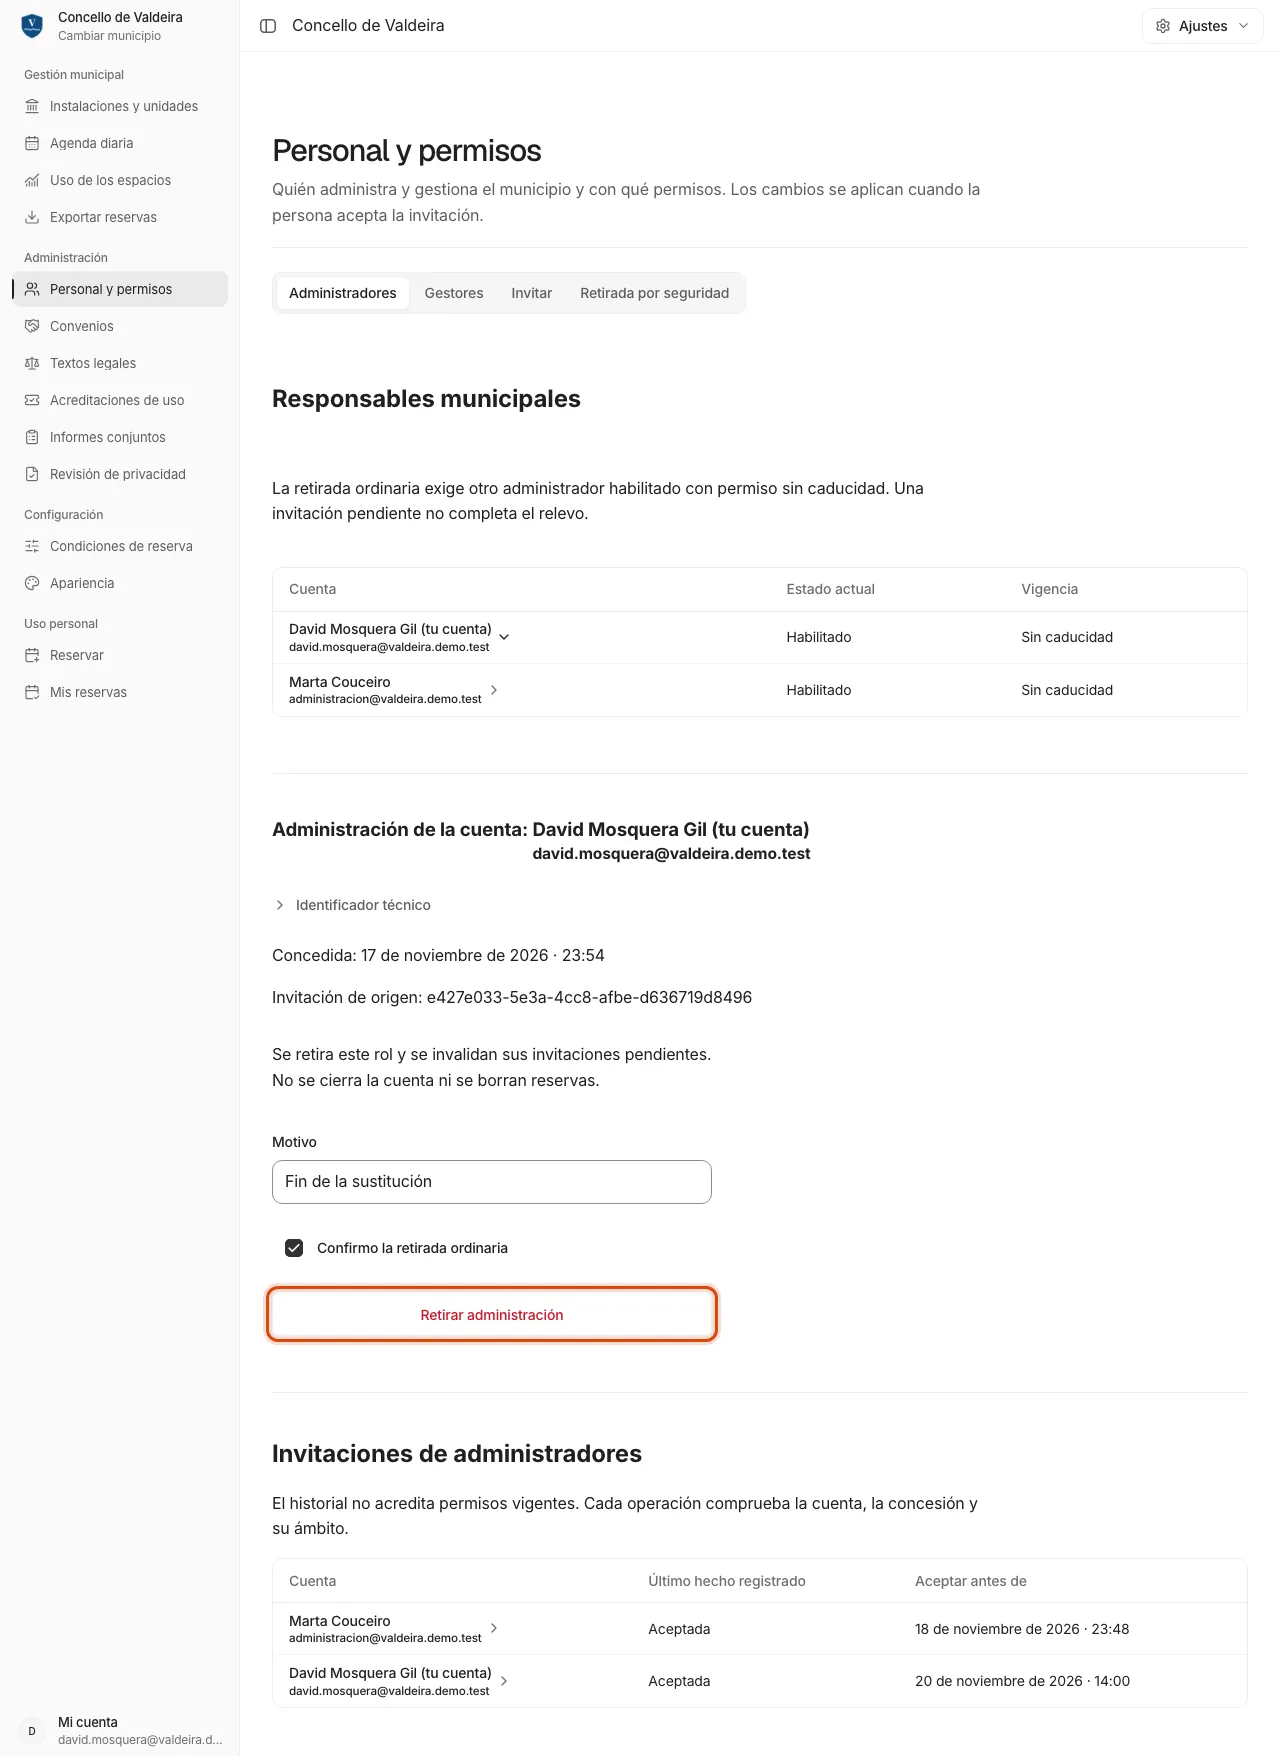 Concello de Valdeira
Cambiar municipio
Gestión municipal
Instalaciones y unidades
Agenda diaria
Uso de los espacios
Exportar reservas
Administración
Personal y permisos
Convenios
Textos legales
Acreditaciones de uso
Informes conjuntos
Revisión de privacidad
Configuración
Condiciones de reserva
Apariencia
Uso personal
Reservar
Mis reservas
D
Mi cuenta
david.mosquera@valdeira.d...
Concello de Valdeira
Ajustes
Personal y permisos
Quién administra y gestiona el municipio y con qué permisos. Los cambios se aplican cuando la
persona acepta la invitación.
Administradores Gestores Invitar Retirada por seguridad
Responsables municipales
La retirada ordinaria exige otro administrador habilitado con permiso sin caducidad. Una
invitación pendiente no completa el relevo.
Cuenta Estado actual Vigencia
David Mosquera Gil (tu cuenta)
david.mosquera@valdeira.demo.test
Habilitado Sin caducidad
Marta Couceiro
administracion@valdeira.demo.test
Habilitado Sin caducidad
Administración de la cuenta: David Mosquera Gil (tu cuenta)
david.mosquera@valdeira.demo.test
Identificador técnico
Concedida: 17 de noviembre de 2026 · 23:54
Invitación de origen: e427e033-5e3a-4cc8-afbe-d636719d8496
Se retira este rol y se invalidan sus invitaciones pendientes.
No se cierra la cuenta ni se borran reservas.
Motivo
Fin de la sustitución
Confirmo la retirada ordinaria
Retirar administración
Invitaciones de administradores
El historial no acredita permisos vigentes. Cada operación comprueba la cuenta, la concesión y
su ámbito.
Cuenta Último hecho registrado Aceptar antes de
Marta Couceiro
administracion@valdeira.demo.test
Aceptada 18 de noviembre de 2026 · 23:48
David Mosquera Gil (tu cuenta)
david.mosquera@valdeira.demo.test
Aceptada 20 de noviembre de 2026 · 14:00